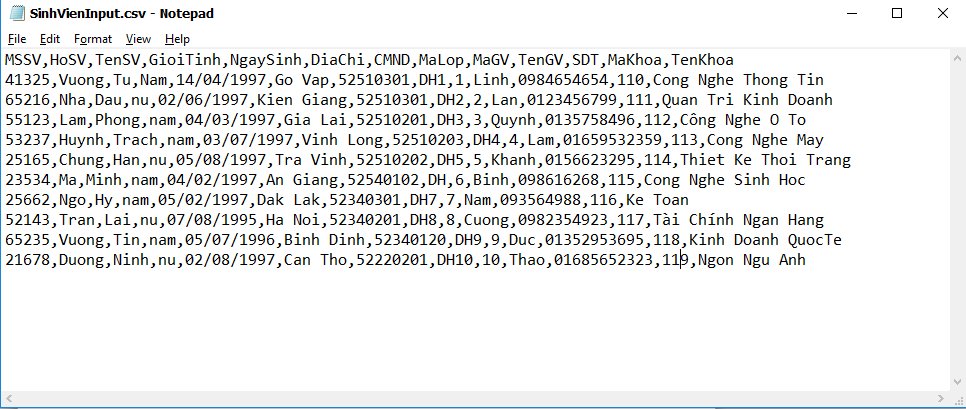 SinhVienInput.csv - Notepad
File Edit Format View Help
MSSV,HoSV,TenSV,GioiTinh,NgaySinh,DiaChi,CMND,MaLop,MaGV,TenGV,SDT,MaKhoa,TenKhoa
41325,Vuong,Tu,Nam,14/04/1997,Go Vap,52510301,DH1,1,Linh,0984654654,110,Cong Nghe Thong Tin
65216,Nha,Dau,nu,02/06/1997,Kien Giang,52510301,DH2,2,Lan,0123456799,111,Quan Tri Kinh Doanh
55123,Lam,Phong,nam,04/03/1997,Gia Lai,52510201,DH3,3,Quynh,0135758496,112,Công Nghe O To
53237,Huynh,Trach,nam,03/07/1997,Vinh Long,52510203,DH4,4,Lam,01659532359,113,Cong Nghe May
25165,Chung,Han,nu,05/08/1997,Tra Vinh,52510202,DH5,5,Khanh,0156623295,114,Thiet Ke Thoi Trang
23534,Ma,Minh,nam,04/02/1997,An Giang,52540102,DH,6,Binh,098616268,115,Cong Nghe Sinh Hoc
25662,Ngo,Hy,nam,05/02/1997,Dak Lak,52340301,DH7,7,Nam,093564988,116,Ke Toan
52143,Tran,Lai,nu,07/08/1995,Ha Noi,52340201,DH8,8,Cuong,0982354923,117,Tài Chính Ngan Hang
65235,Vuong,Tin,nam,05/07/1996,Binh Dinh,52340120,DH9,9,Duc,01352953695,118,Kinh Doanh QuocTe
21678,Duong,Ninh,nu,02/08/1997,Can Tho,52220201,DH10,10,Thao,01685652323,119,Ngon Ngu Anh